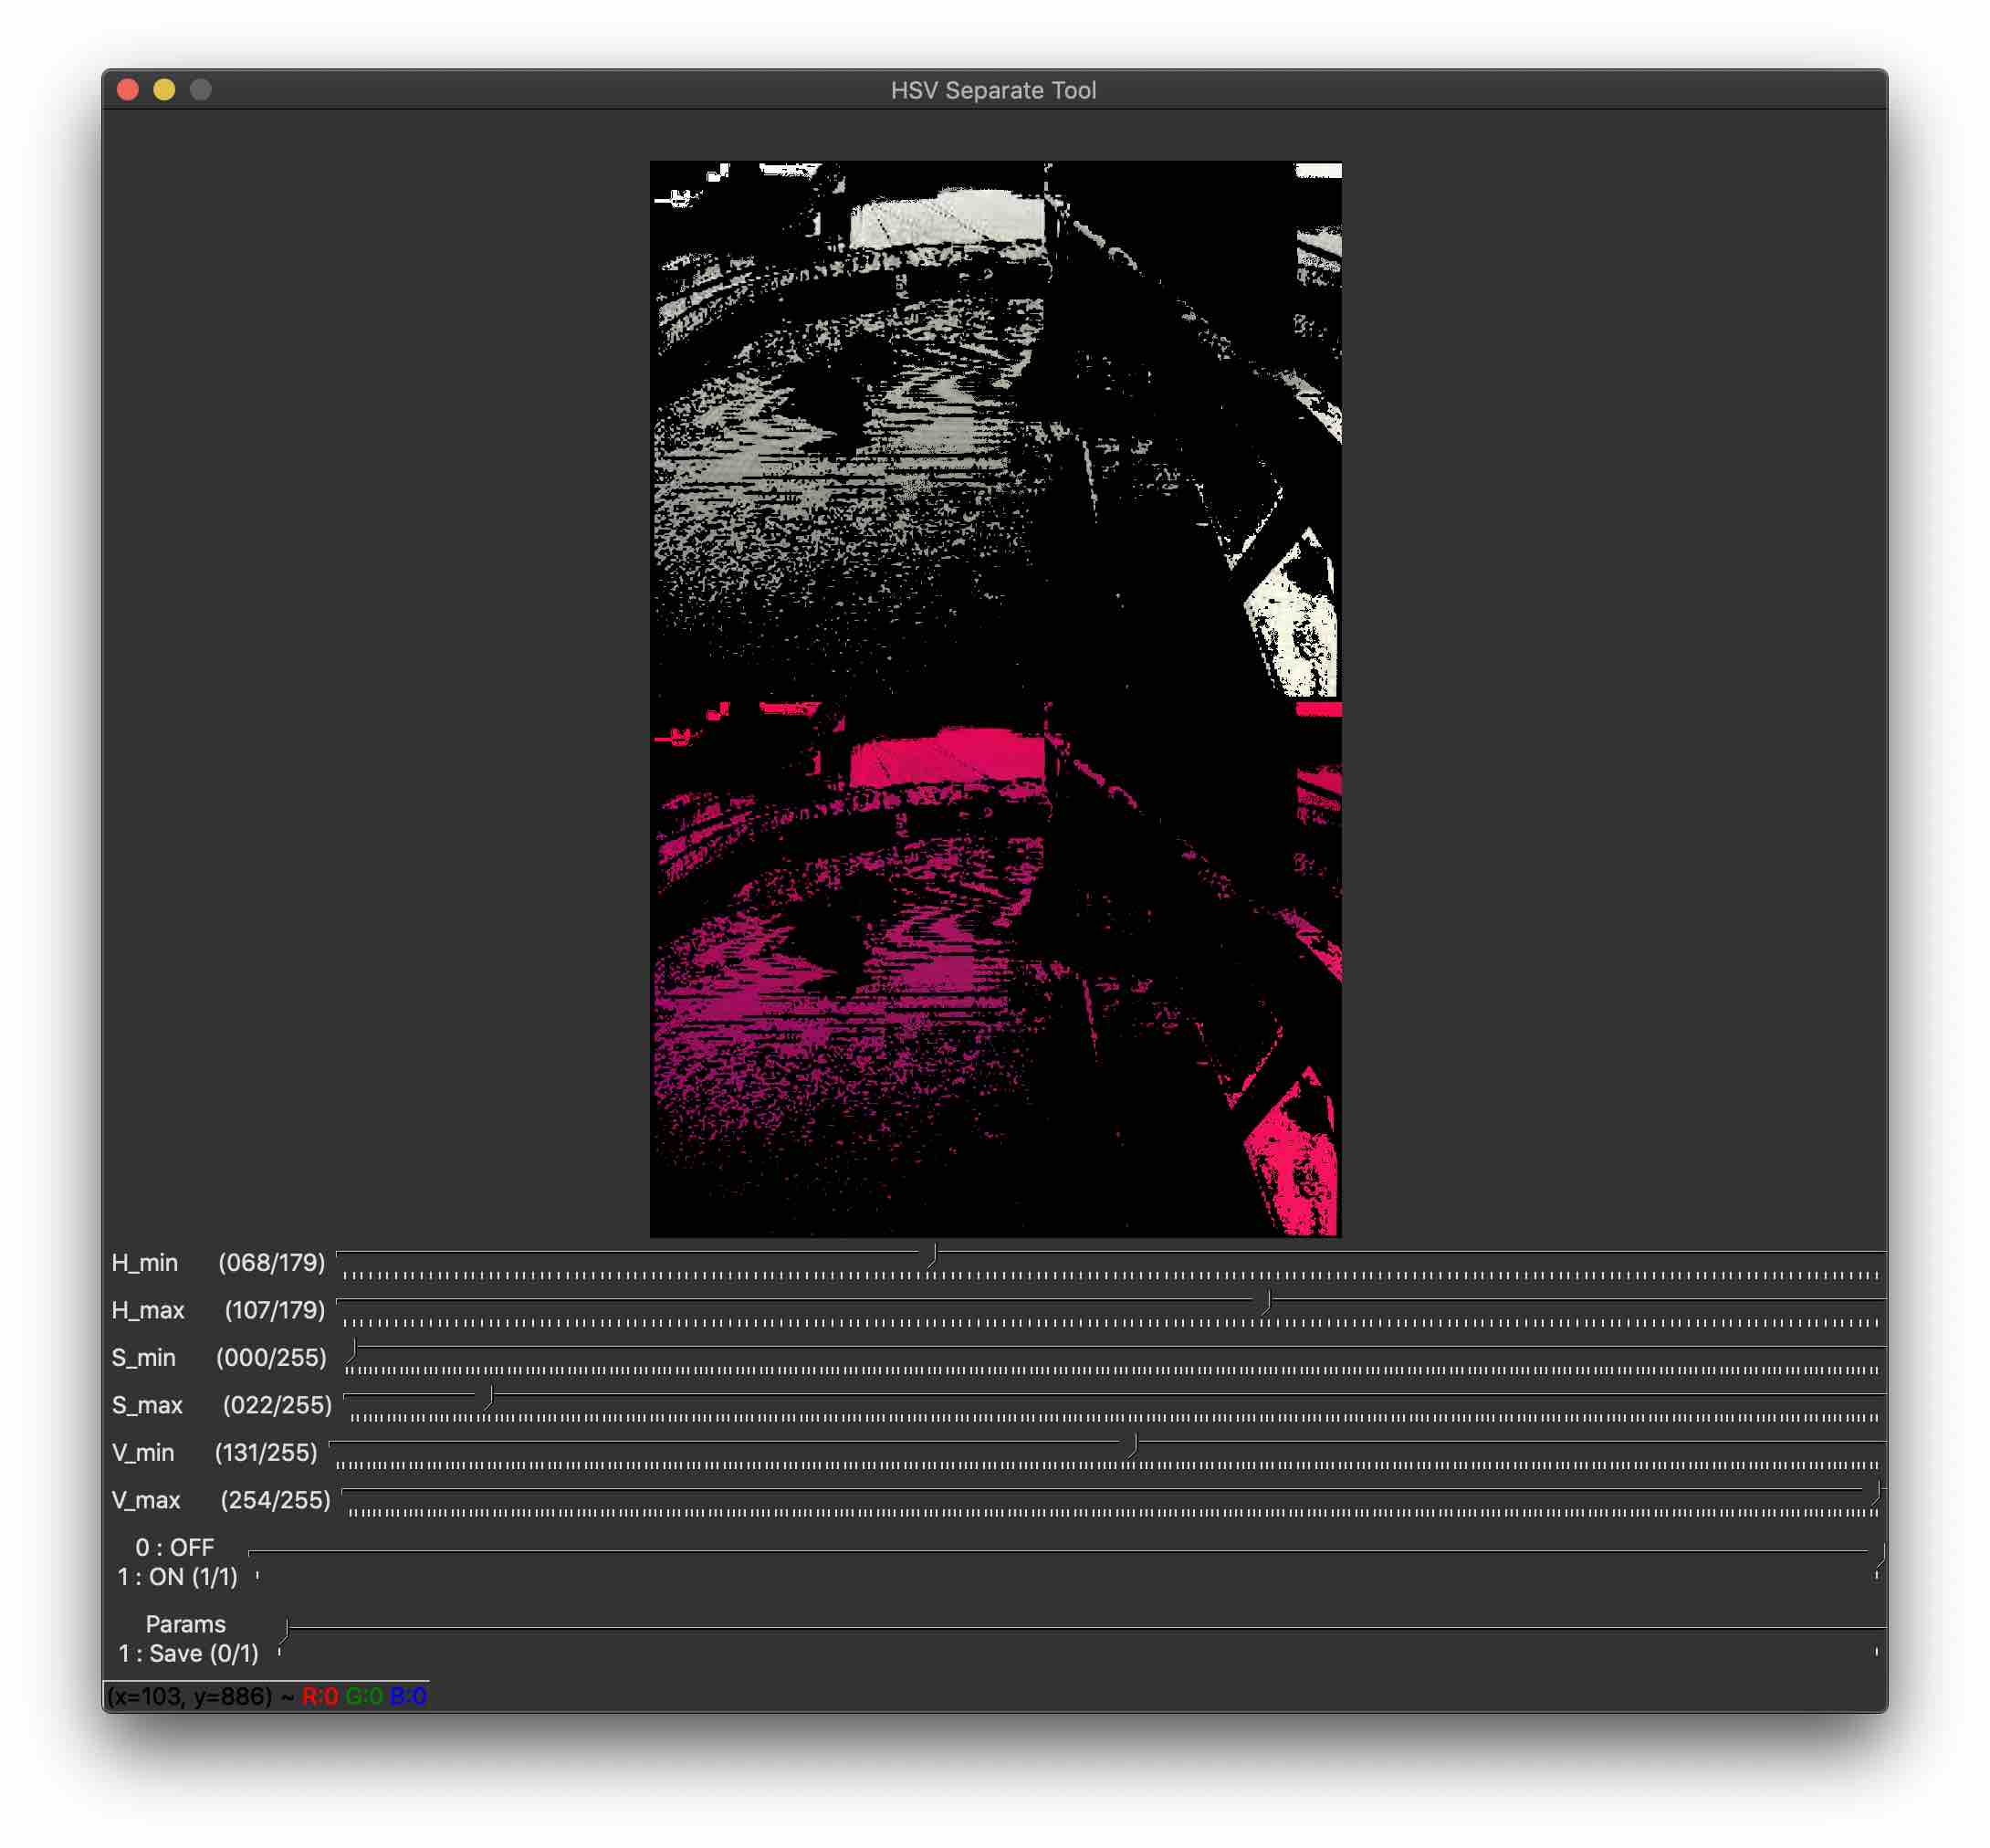 HSV Separate Tool
H_min (068/179)
H_max (107/179)
S_min (000/255)
S_max (022/255)
V_min (131/255)
V_max (254/255)
0 : OFF
1 : ON (1/1)
Params
1 : Save (0/1)
(x=103, y=886) ~ R:0 G:0 B:0